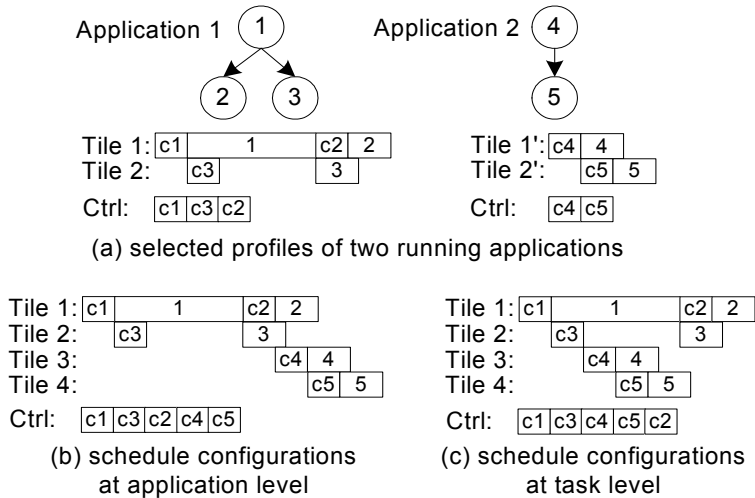 Application 1 1 Application 2 4
2 3 5
Tile 1: c1 1 c2 2 Tile 1': c4 4
Tile 2: c3 3 Tile 2': c5 5
Ctrl: c1 c3 c2 Ctrl: c4 c5
(a) selected profiles of two running applications
Tile 1: c1 1 c2 2
Tile 2: c3 3
Tile 3: c4 4
Tile 4: c5 5
Ctrl: c1 c3 c2 c4 c5
(b) schedule configurations
at application level
Tile 1: c1 1 c2 2
Tile 2: c3 3
Tile 3: c4 4
Tile 4: c5 5
Ctrl: c1 c3 c4 c5 c2
(c) schedule configurations
at task level